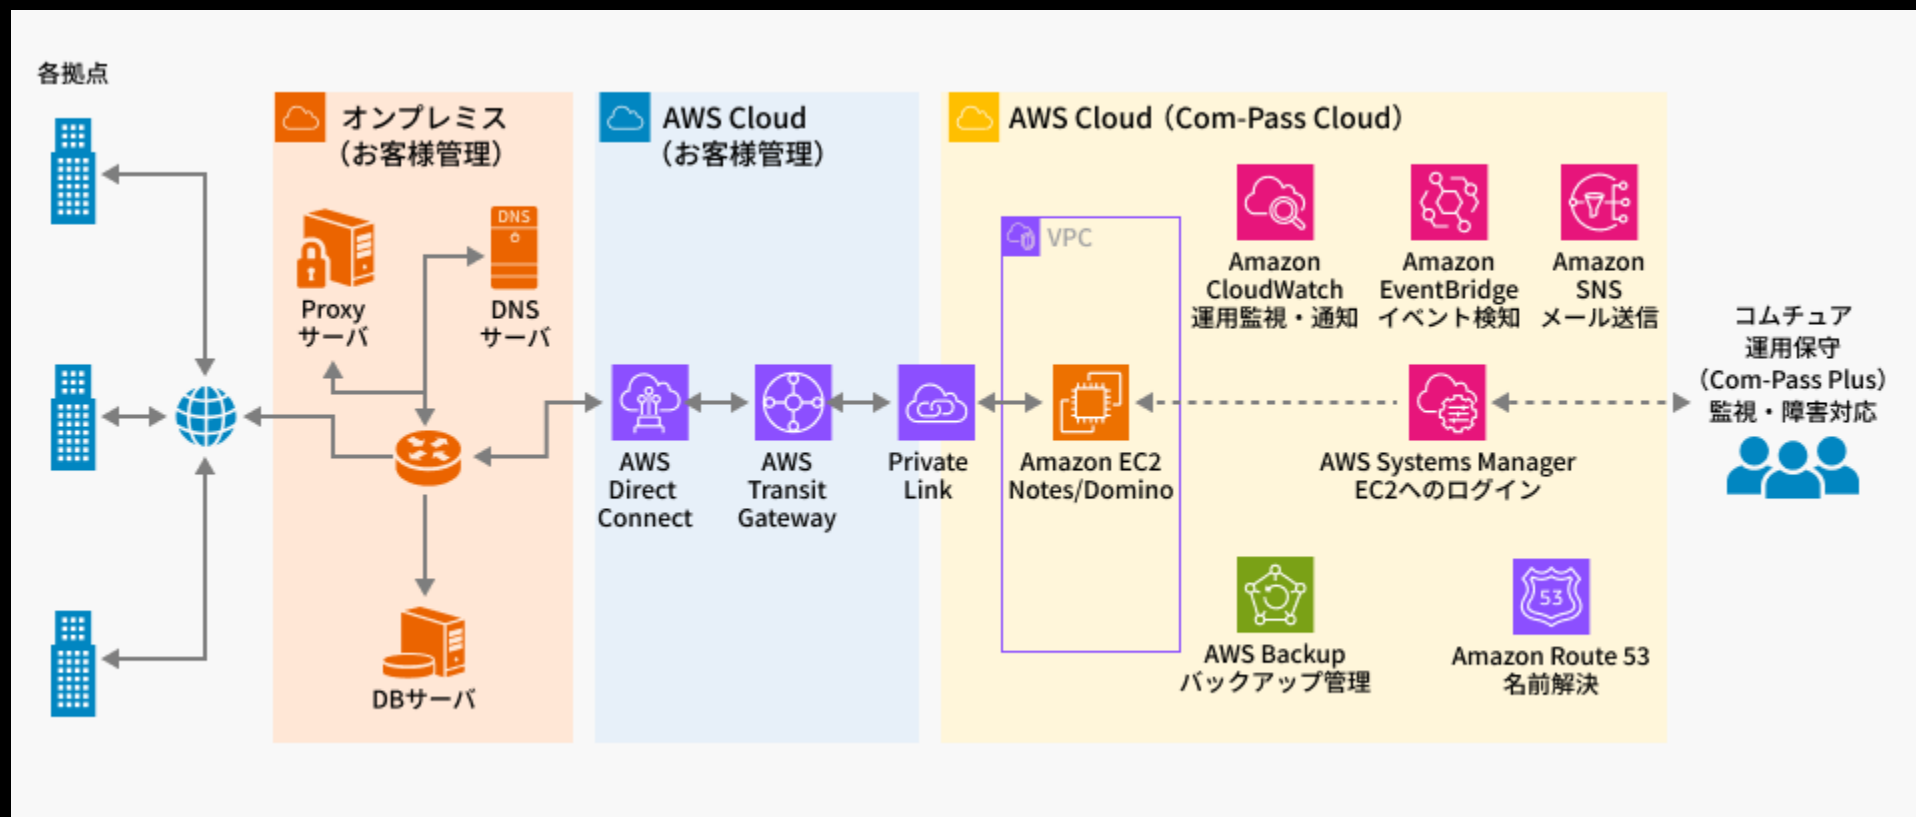 各拠点
オンプレミス
（お客様管理）
Proxy
サーバ
DNS
DNS
サーバ
DBサーバ
AWS Cloud
（お客様管理）
AWS
Direct
Connect
AWS
Transit
Gateway
Private
Link
AWS Cloud（Com-Pass Cloud）
VPC
Amazon EC2
Notes/Domino
Amazon
CloudWatch
運用監視・通知
Amazon
EventBridge
イベント検知
Amazon
SNS
メール送信
AWS Systems Manager
EC2へのログイン
AWS Backup
バックアップ管理
53
Amazon Route 53
名前解決
コムチュア
運用保守
（Com-Pass Plus）
監視・障害対応